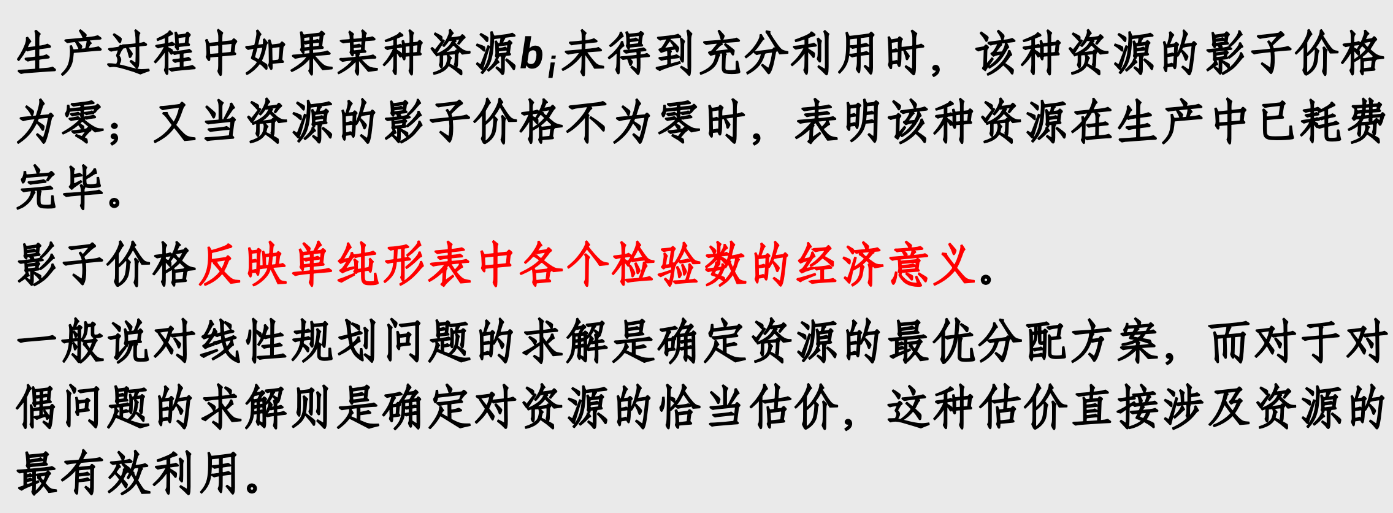 生产过程中如果某种资源bi未得到充分利用时，该种资源的影子价格
为零；又当资源的影子价格不为零时，表明该种资源在生产中已耗费
完毕。
影子价格反映单纯形表中各个检验数的经济意义。
一般说对线性规划问题的求解是确定资源的最优分配方案，而对于对
偶问题的求解则是确定对资源的恰当估价，这种估价直接涉及资源的
最有效利用。